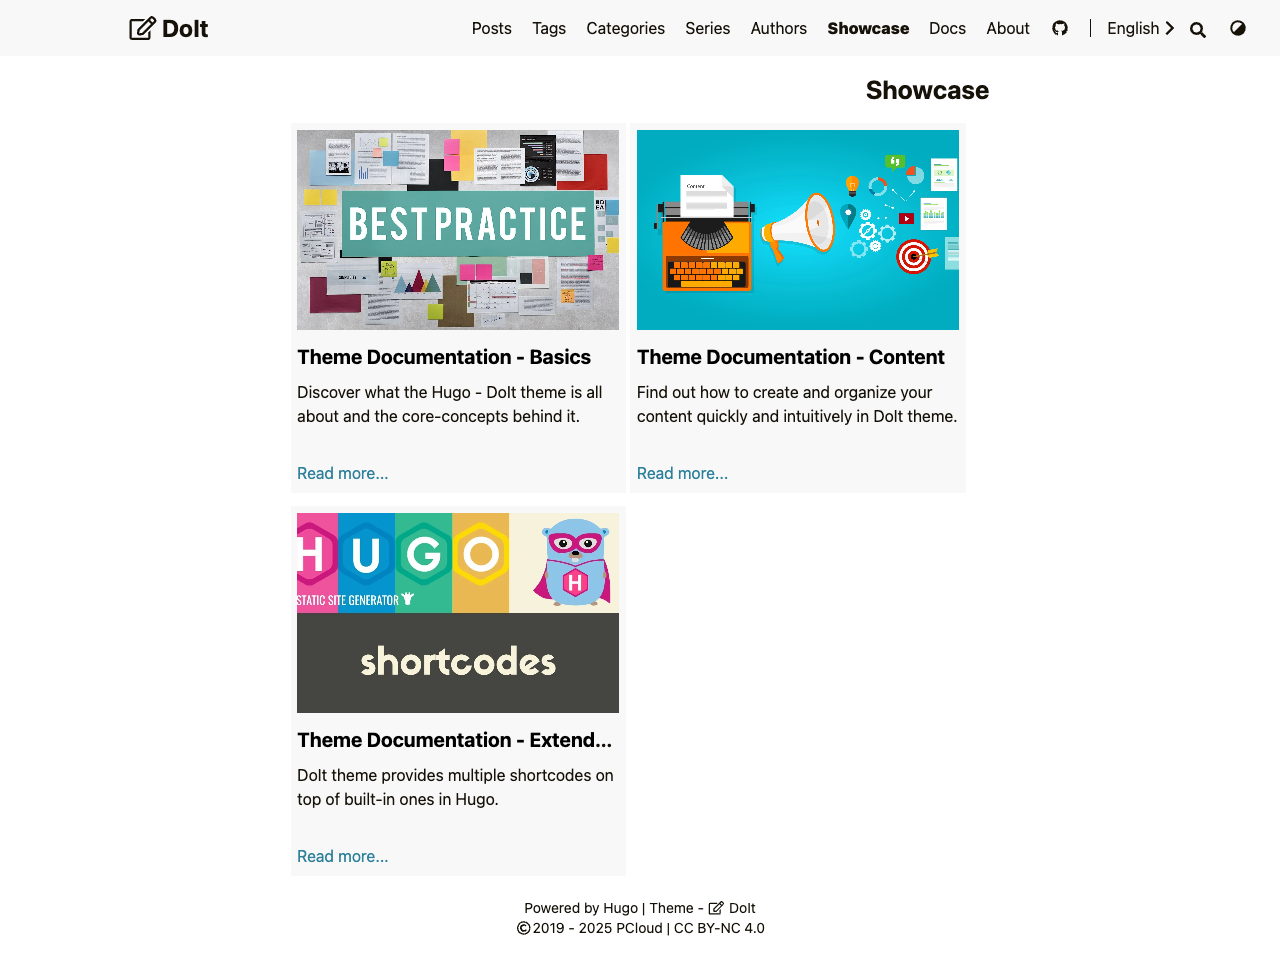 DoIt
Posts Tags Categories Series Authors Showcase Docs About English
Showcase
BEST PRACTICE
Content
Theme Documentation - Basics
Discover what the Hugo - DoIt theme is all
about and the core-concepts behind it.
Read more...
Theme Documentation - Content
Find out how to create and organize your
content quickly and intuitively in DoIt theme.
Read more...
HUGO
STATIC SITE GENERATOR
H
shortcodes
Theme Documentation - Extend...
DoIt theme provides multiple shortcodes on
top of built-in ones in Hugo.
Read more...
Powered by Hugo | Theme - DoIt
©2019 - 2025 PCloud | CC BY-NC 4.0